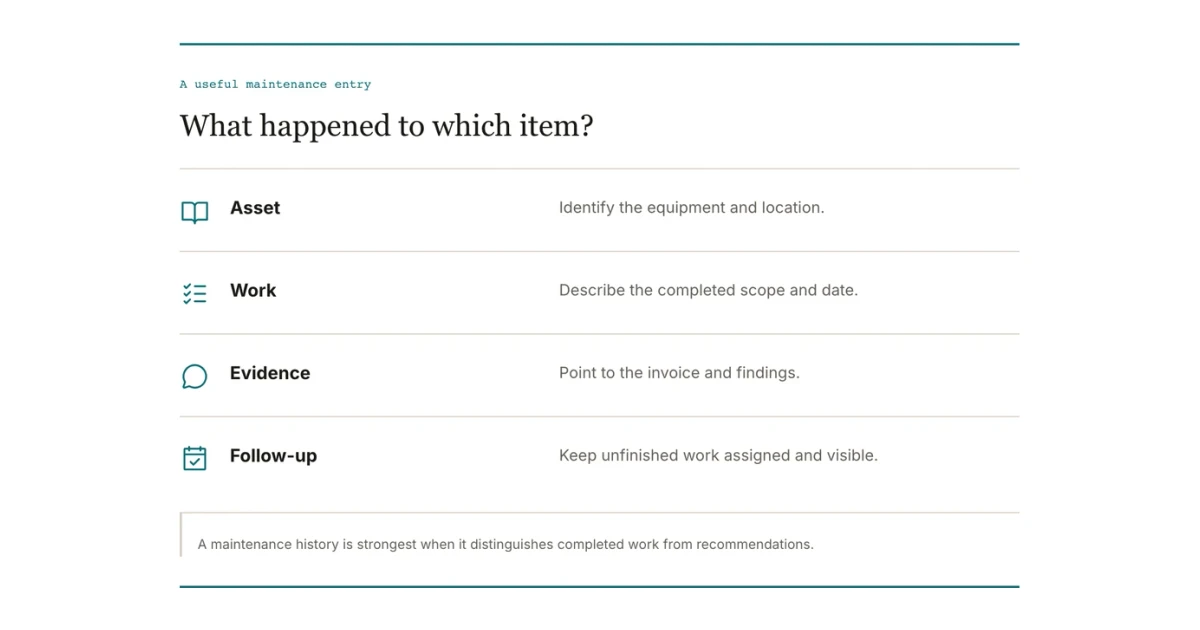 A useful maintenance entry
What happened to which item?
Asset
Identify the equipment and location.
Work
Describe the completed scope and date.
Evidence
Point to the invoice and findings.
Follow-up
Keep unfinished work assigned and visible.
A maintenance history is strongest when it distinguishes completed work from recommendations.